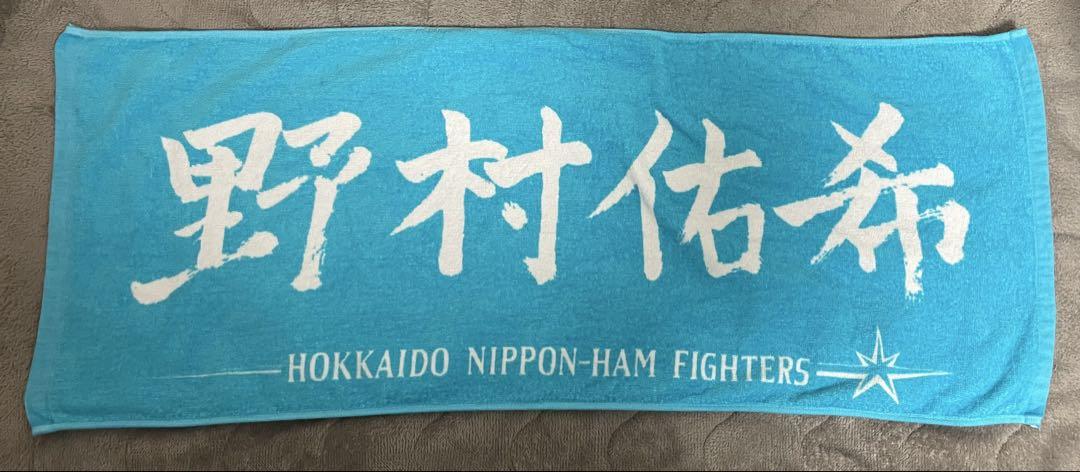 野村佑希
HOKKAIDO NIPPON-HAM FIGHTERS